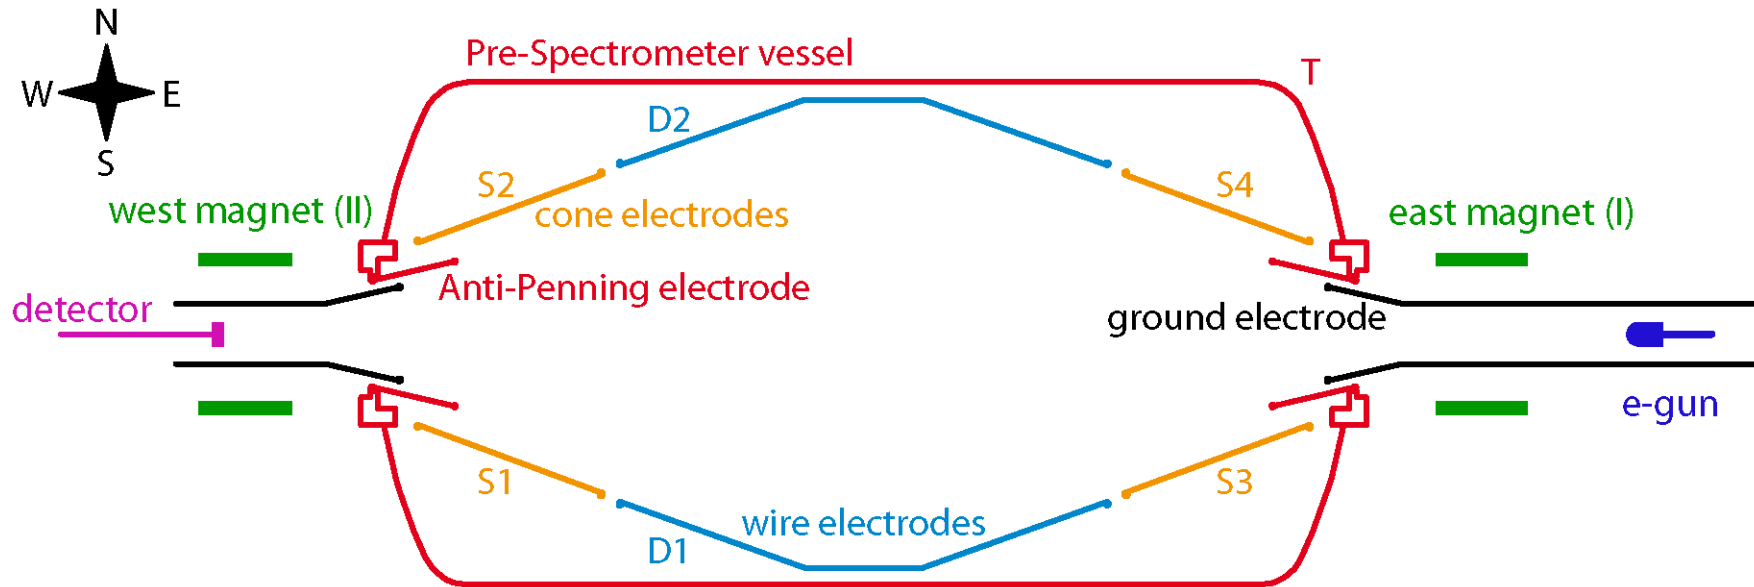 N
Pre-Spectrometer vessel
T
W E
D2
S
S2
S4
west magnet (II)
cone electrodes
east magnet (I)
Anti-Penning electrode
detector
ground electrode
e-gun
S1
S3
wire electrodes
D1